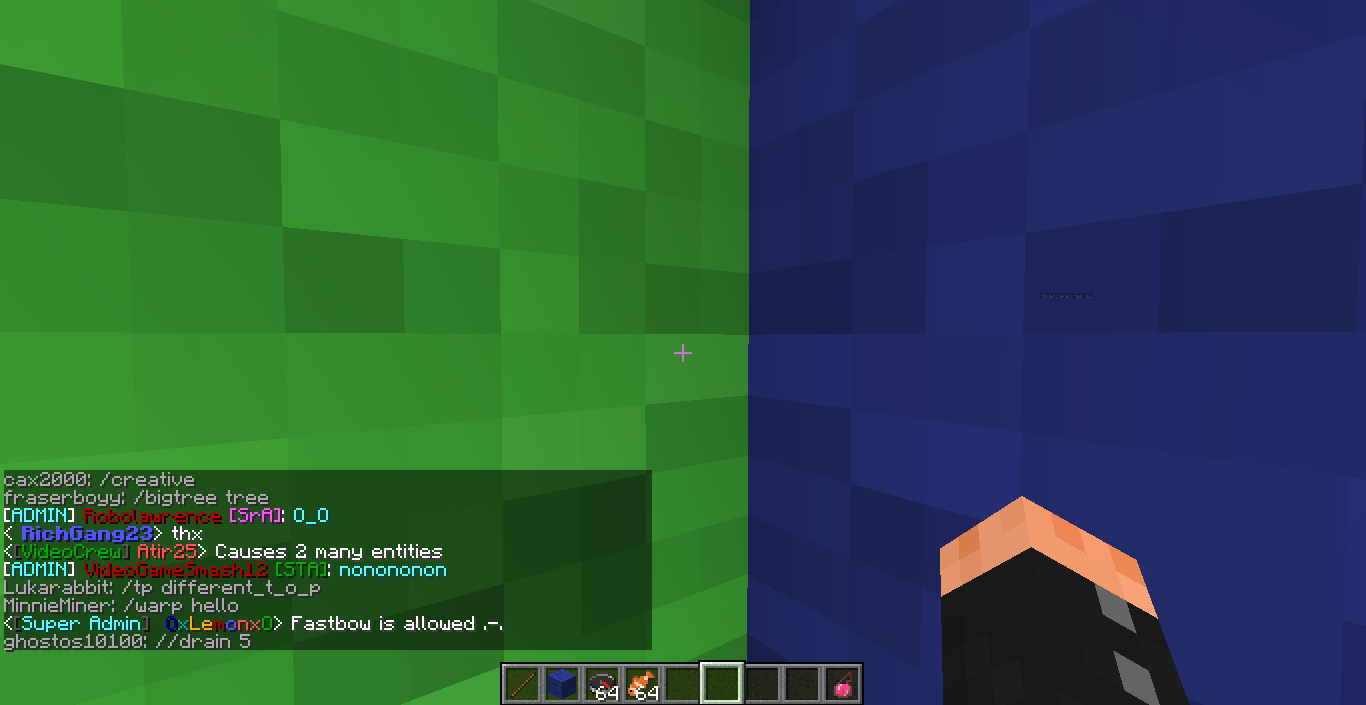 cax2000: /creative
fraserboyy: /bigtree tree
[ADMIN] Robolawrence [SrA]: O_O
< RichGang23> thx
<[VideoCrew] Atir25> Causes 2 many entities
[ADMIN] VideoGameSmash12 [STA]: nonononon
Lukarabbit: /tp different_t_o_p
MinnieMiner: /warp hello
<[Super Admin] 0xLemonx0> Fastbow is allowed .-.
ghostos10100: //drain 5
64 64